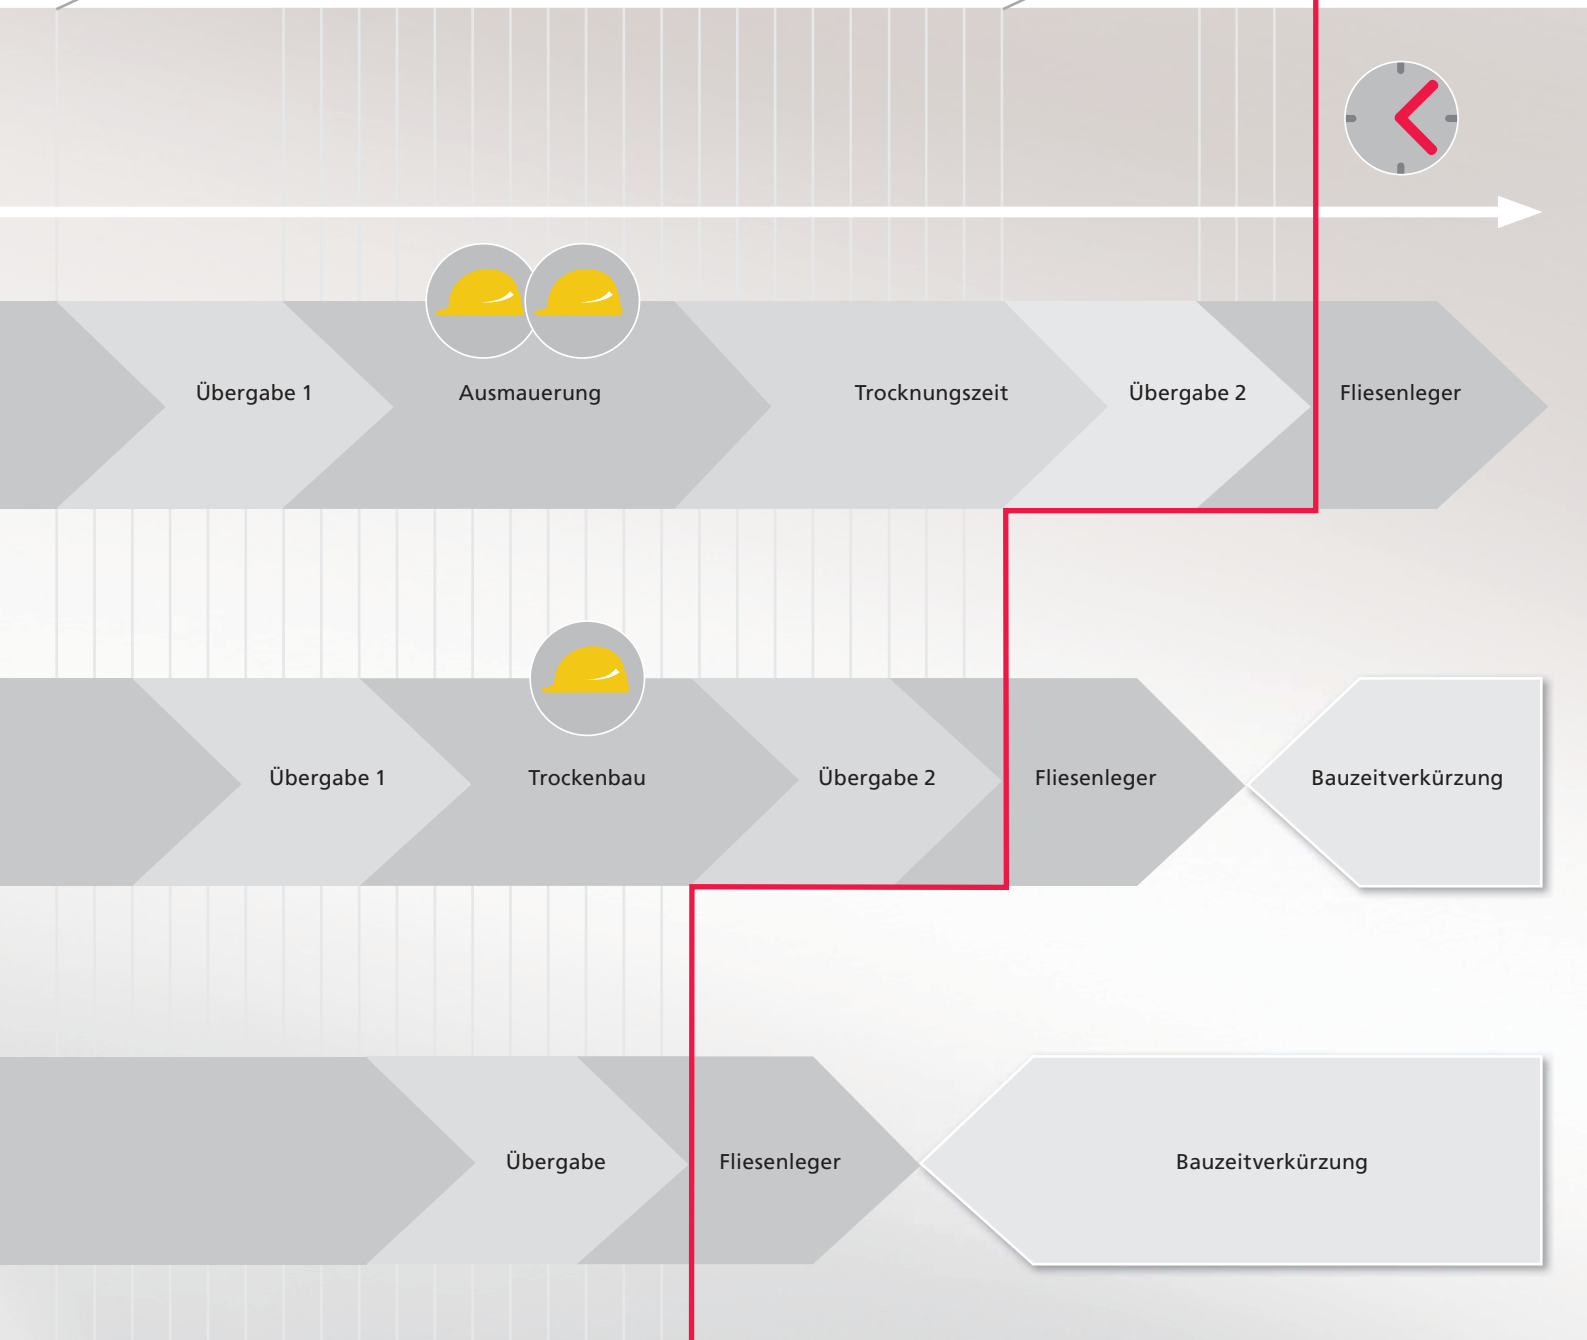 Übergabe 1 Ausmauerung Trocknungszeit Übergabe 2 Fliesenleger
Übergabe 1 Trockenbau Übergabe 2 Fliesenleger Bauzeitverkürzung
Übergabe Fliesenleger Bauzeitverkürzung